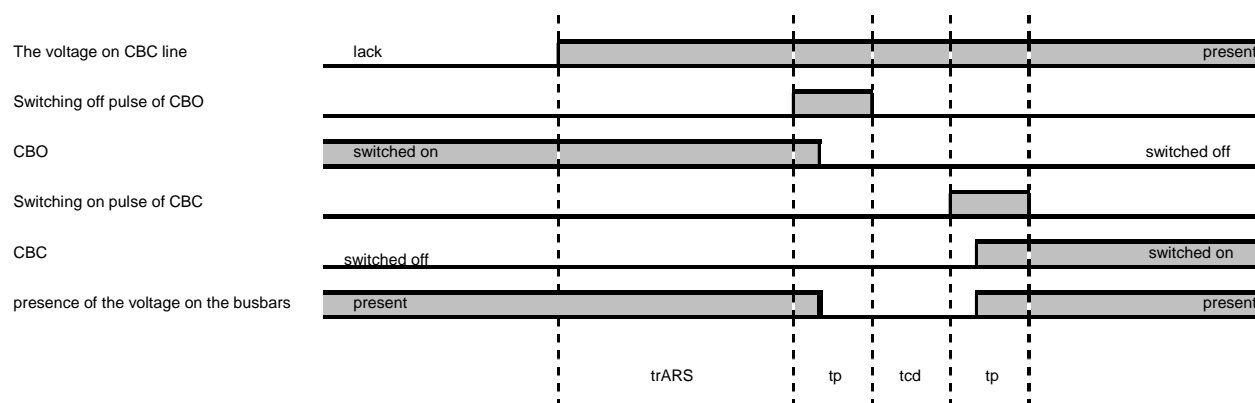 The voltage on CBC line lack present
Switching off pulse of CBO
CBO switched on switched off
Switching on pulse of CBC
CBC switched off switched on
presence of the voltage on the busbars present present
trARS tp tcd tp